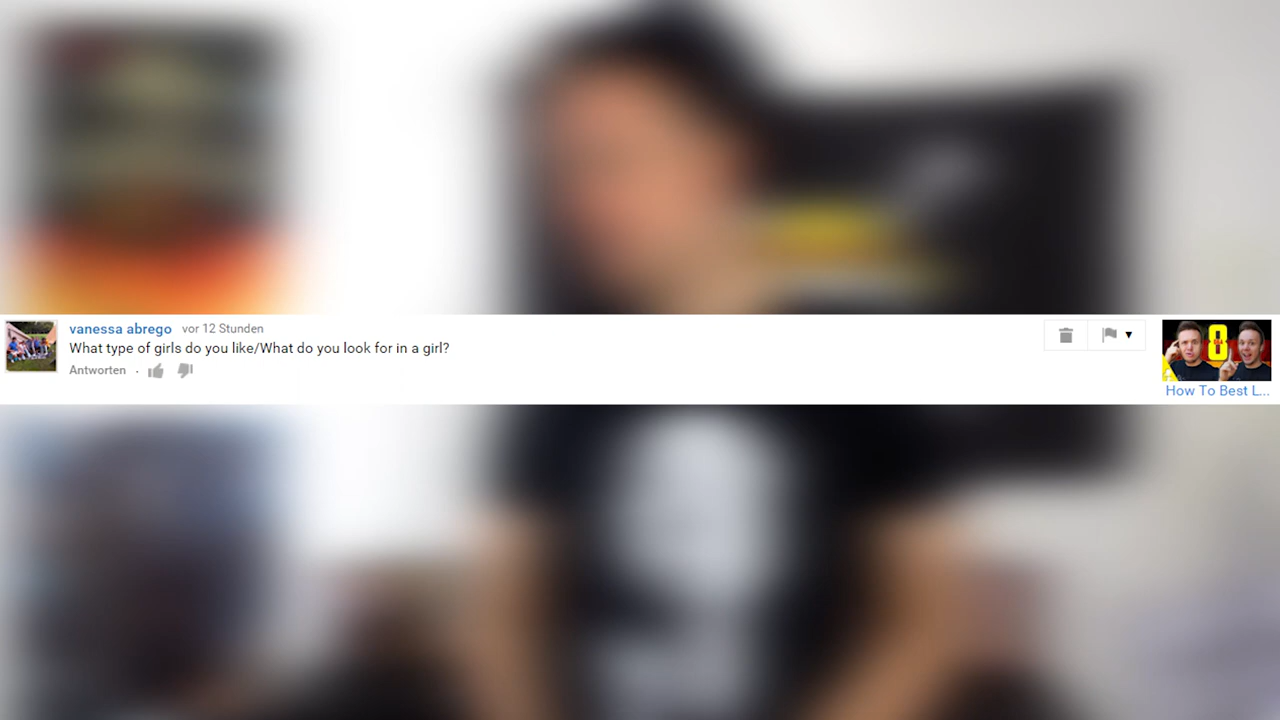 vanessa abrego vor 12 Stunden
What type of girls do you like/What do you look for in a girl?
Antworten ·
8
How To Best L...